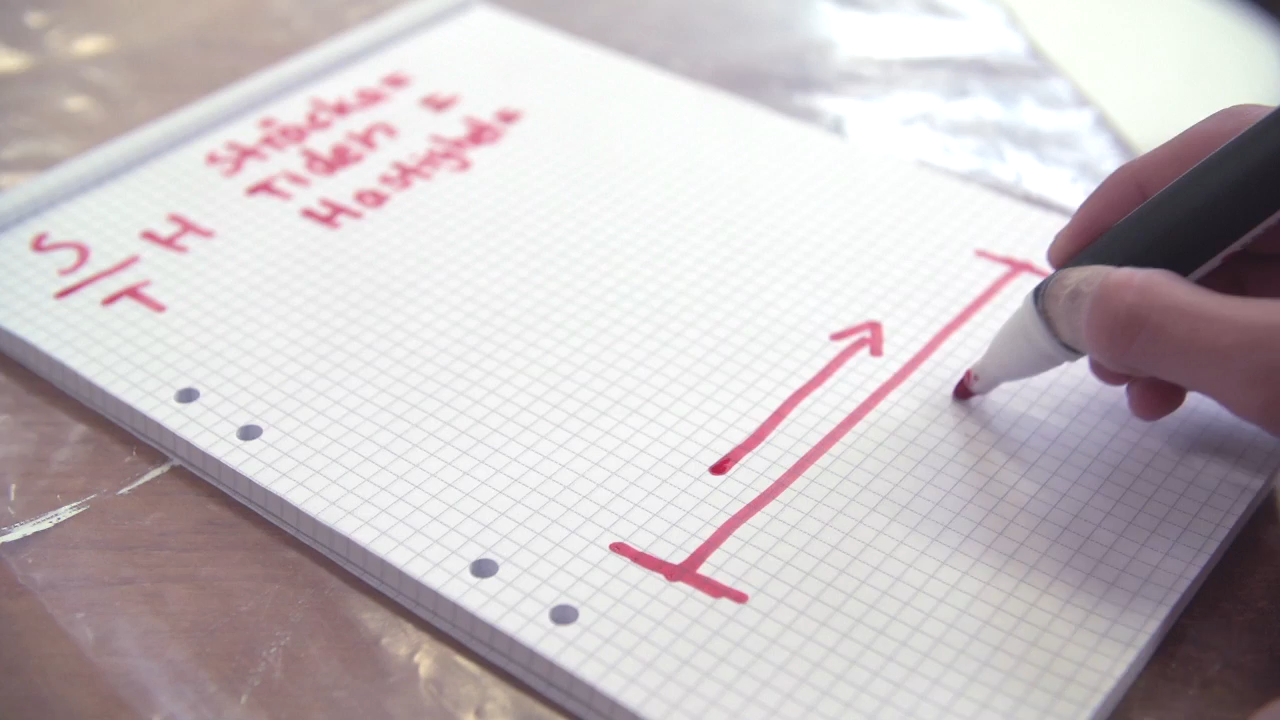 Sträcka =
Tiden =
Hastighet=
S
H
T